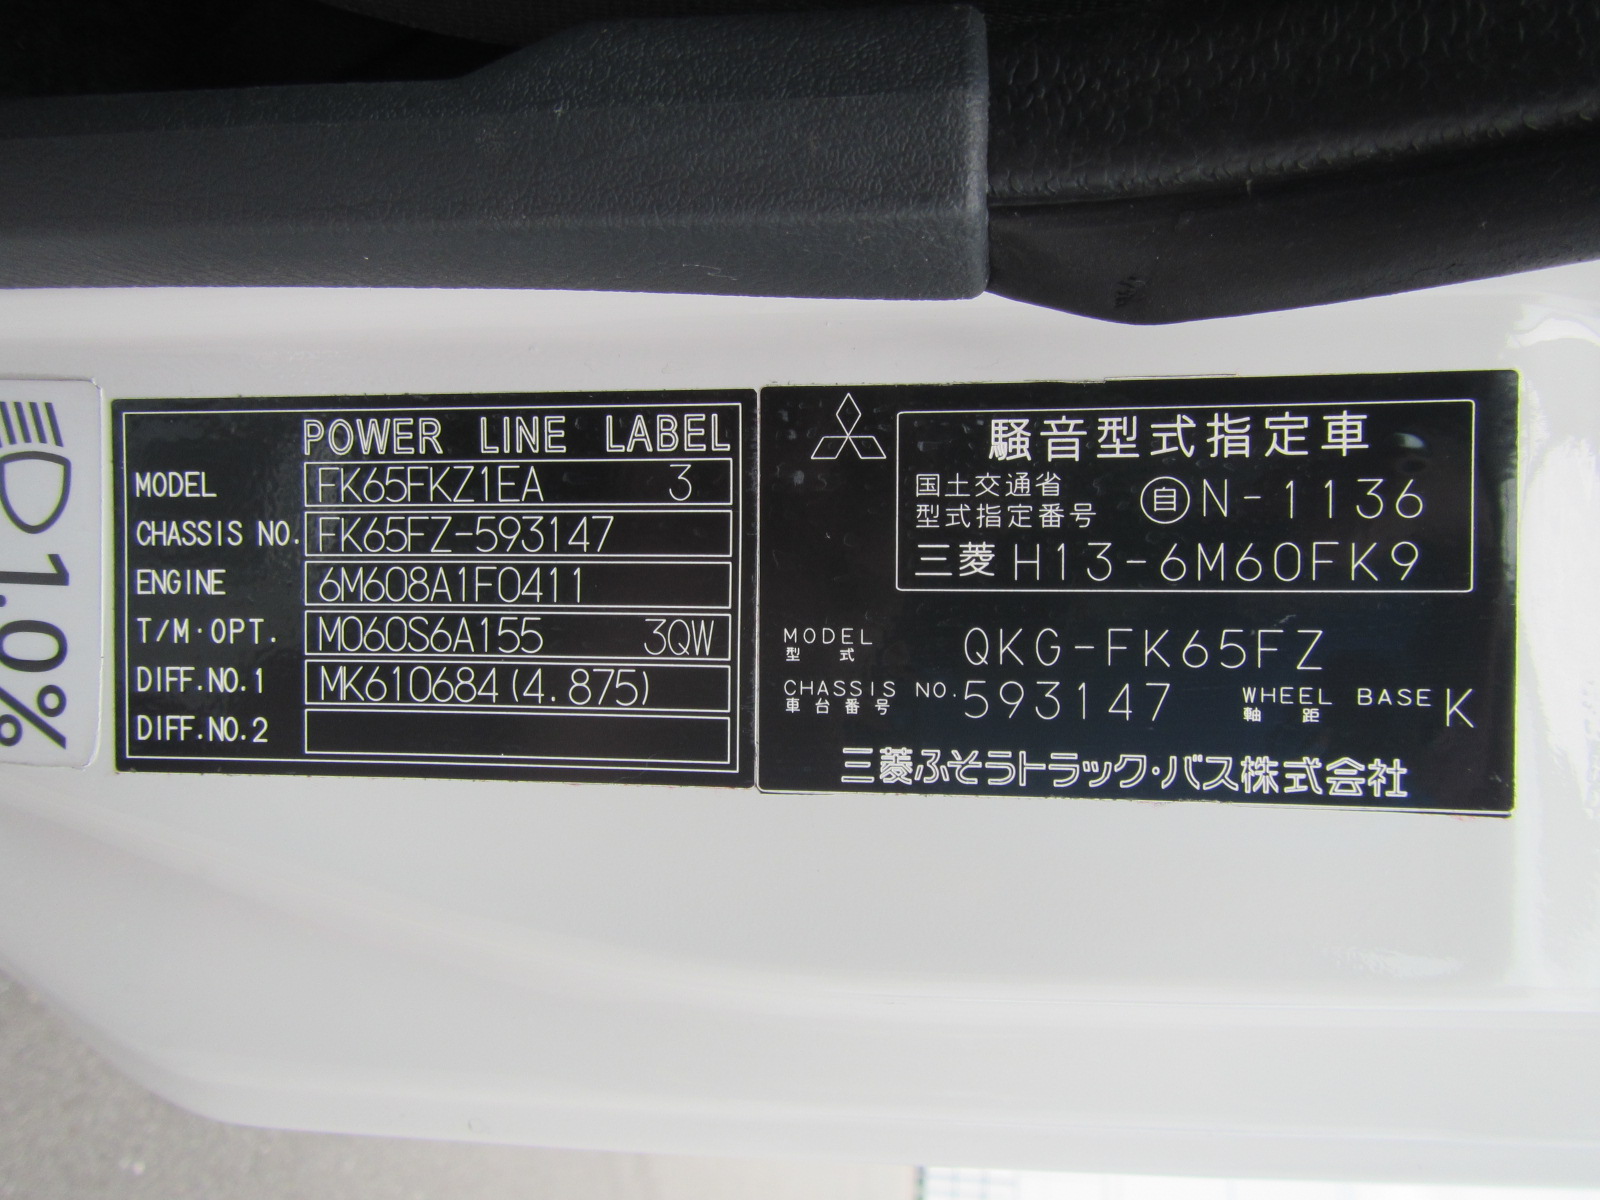 1.0%
POWER LINE LABEL
MODEL FK65FKZ1EA 3
CHASSIS NO. FK65FZ-593147
ENGINE 6M608A1F0411
T/M·OPT. M060S6A155 3QW
DIFF.NO.1 MK610684(4.875)
DIFF.NO.2
騒音型式指定車
国土交通省
型式指定番号 自N-1136
三菱 H13-6M60FK9
MODEL
型式 QKG-FK65FZ
CHASSIS NO. 593147 WHEEL BASE K
車台番号 軸距
三菱ふそうトラック・バス株式会社